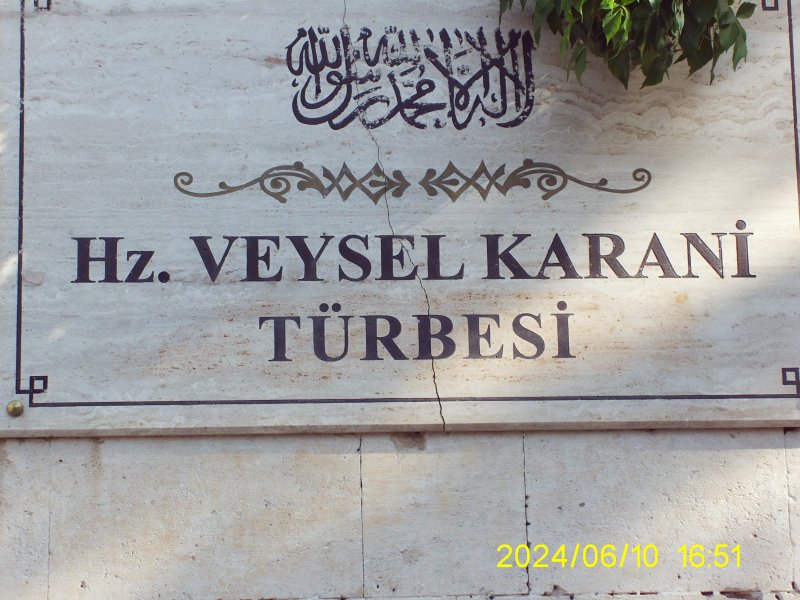 لا إله إلا الله محمد رسول الله
Hz. VEYSEL KARANİ
TÜRBESİ
2024/06/10 16:51